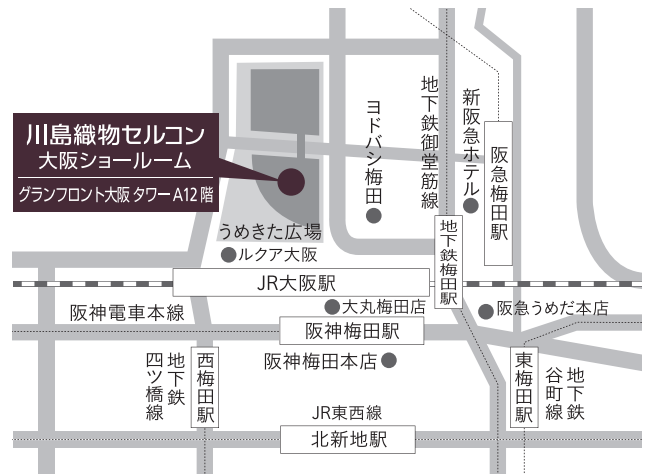 川島織物セルコン
大阪ショールーム
グランフロント大阪 タワーA12階
ヨドバシ梅田
地下鉄御堂筋線
新阪急ホテル
阪急梅田駅
うめきた広場
ルクア大阪
地下鉄梅田駅
JR大阪駅
大丸梅田店
阪急うめだ本店
阪神電車本線
阪神梅田駅
阪神梅田本店
地下鉄
四ツ橋線
西梅田駅
東梅田駅
地下鉄
谷町線
JR東西線
北新地駅